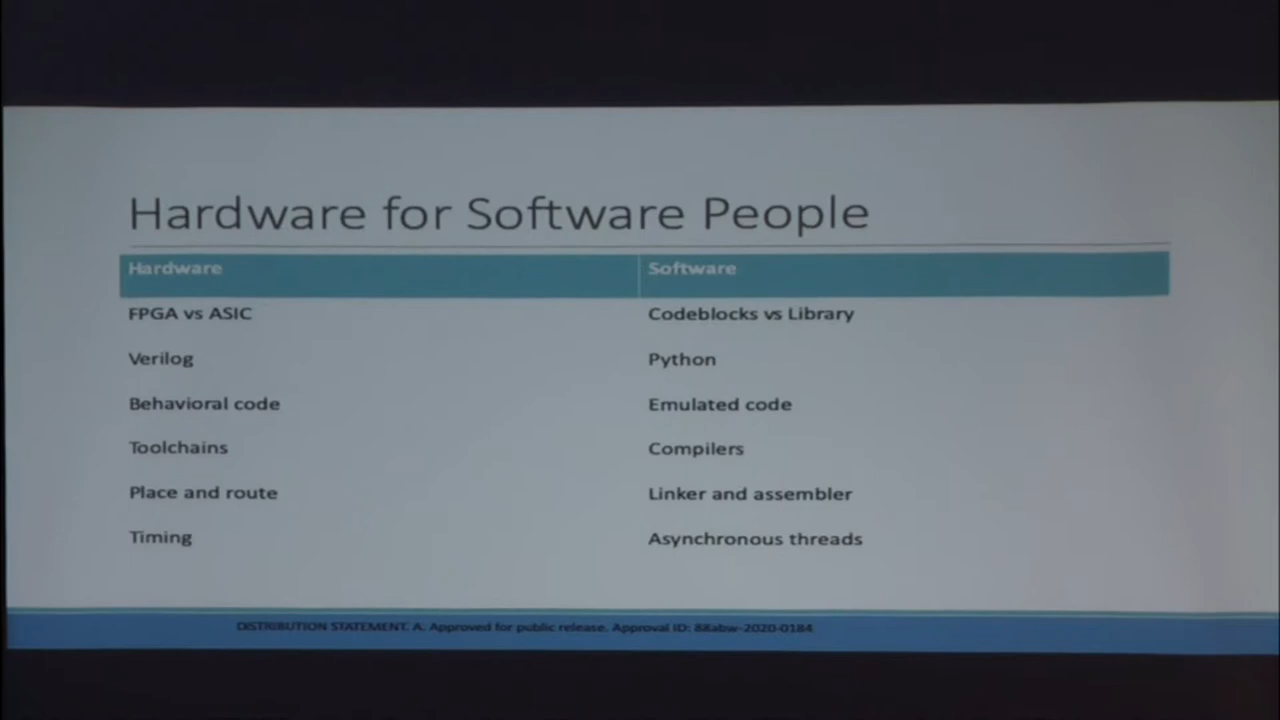 Hardware for Software People
Hardware Software
FPGA vs ASIC Codeblocks vs Library
Verilog Python
Behavioral code Emulated code
Toolchains Compilers
Place and route Linker and assembler
Timing Asynchronous threads
DISTRIBUTION STATEMENT. A. Approved for public release. Approval ID: 88abw-2020-0184